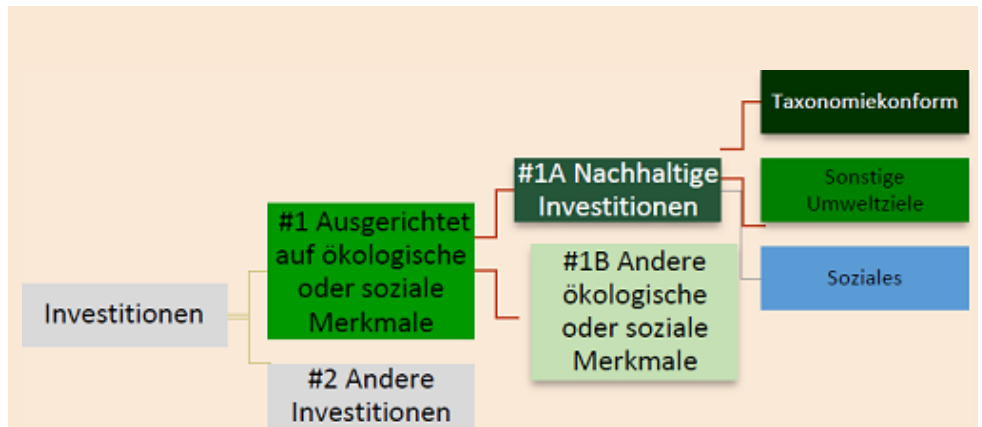 Investitionen
#1 Ausgerichtet
auf ökologische
oder soziale
Merkmale
#2 Andere
Investitionen
#1A Nachhaltige
Investitionen
#1B Andere
ökologische
oder soziale
Merkmale
Taxonomiekonform
Sonstige
Umweltziele
Soziales